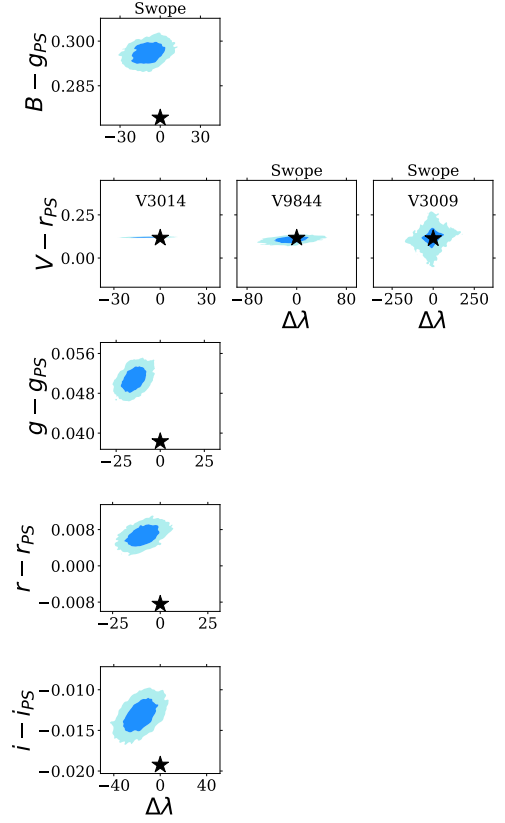 Swope
B − g_PS
0.300
0.285
−30 0 30
Swope Swope
V − r_PS
V3014 V9844 V3009
0.25
0.00
−30 0 30 −80 0 80 −250 0 250
Δλ Δλ
g − g_PS
0.056
0.048
0.040
−25 0 25
r − r_PS
0.008
0.000
−0.008
−25 0 25
i − i_PS
−0.010
−0.015
−0.020
−40 0 40
Δλ